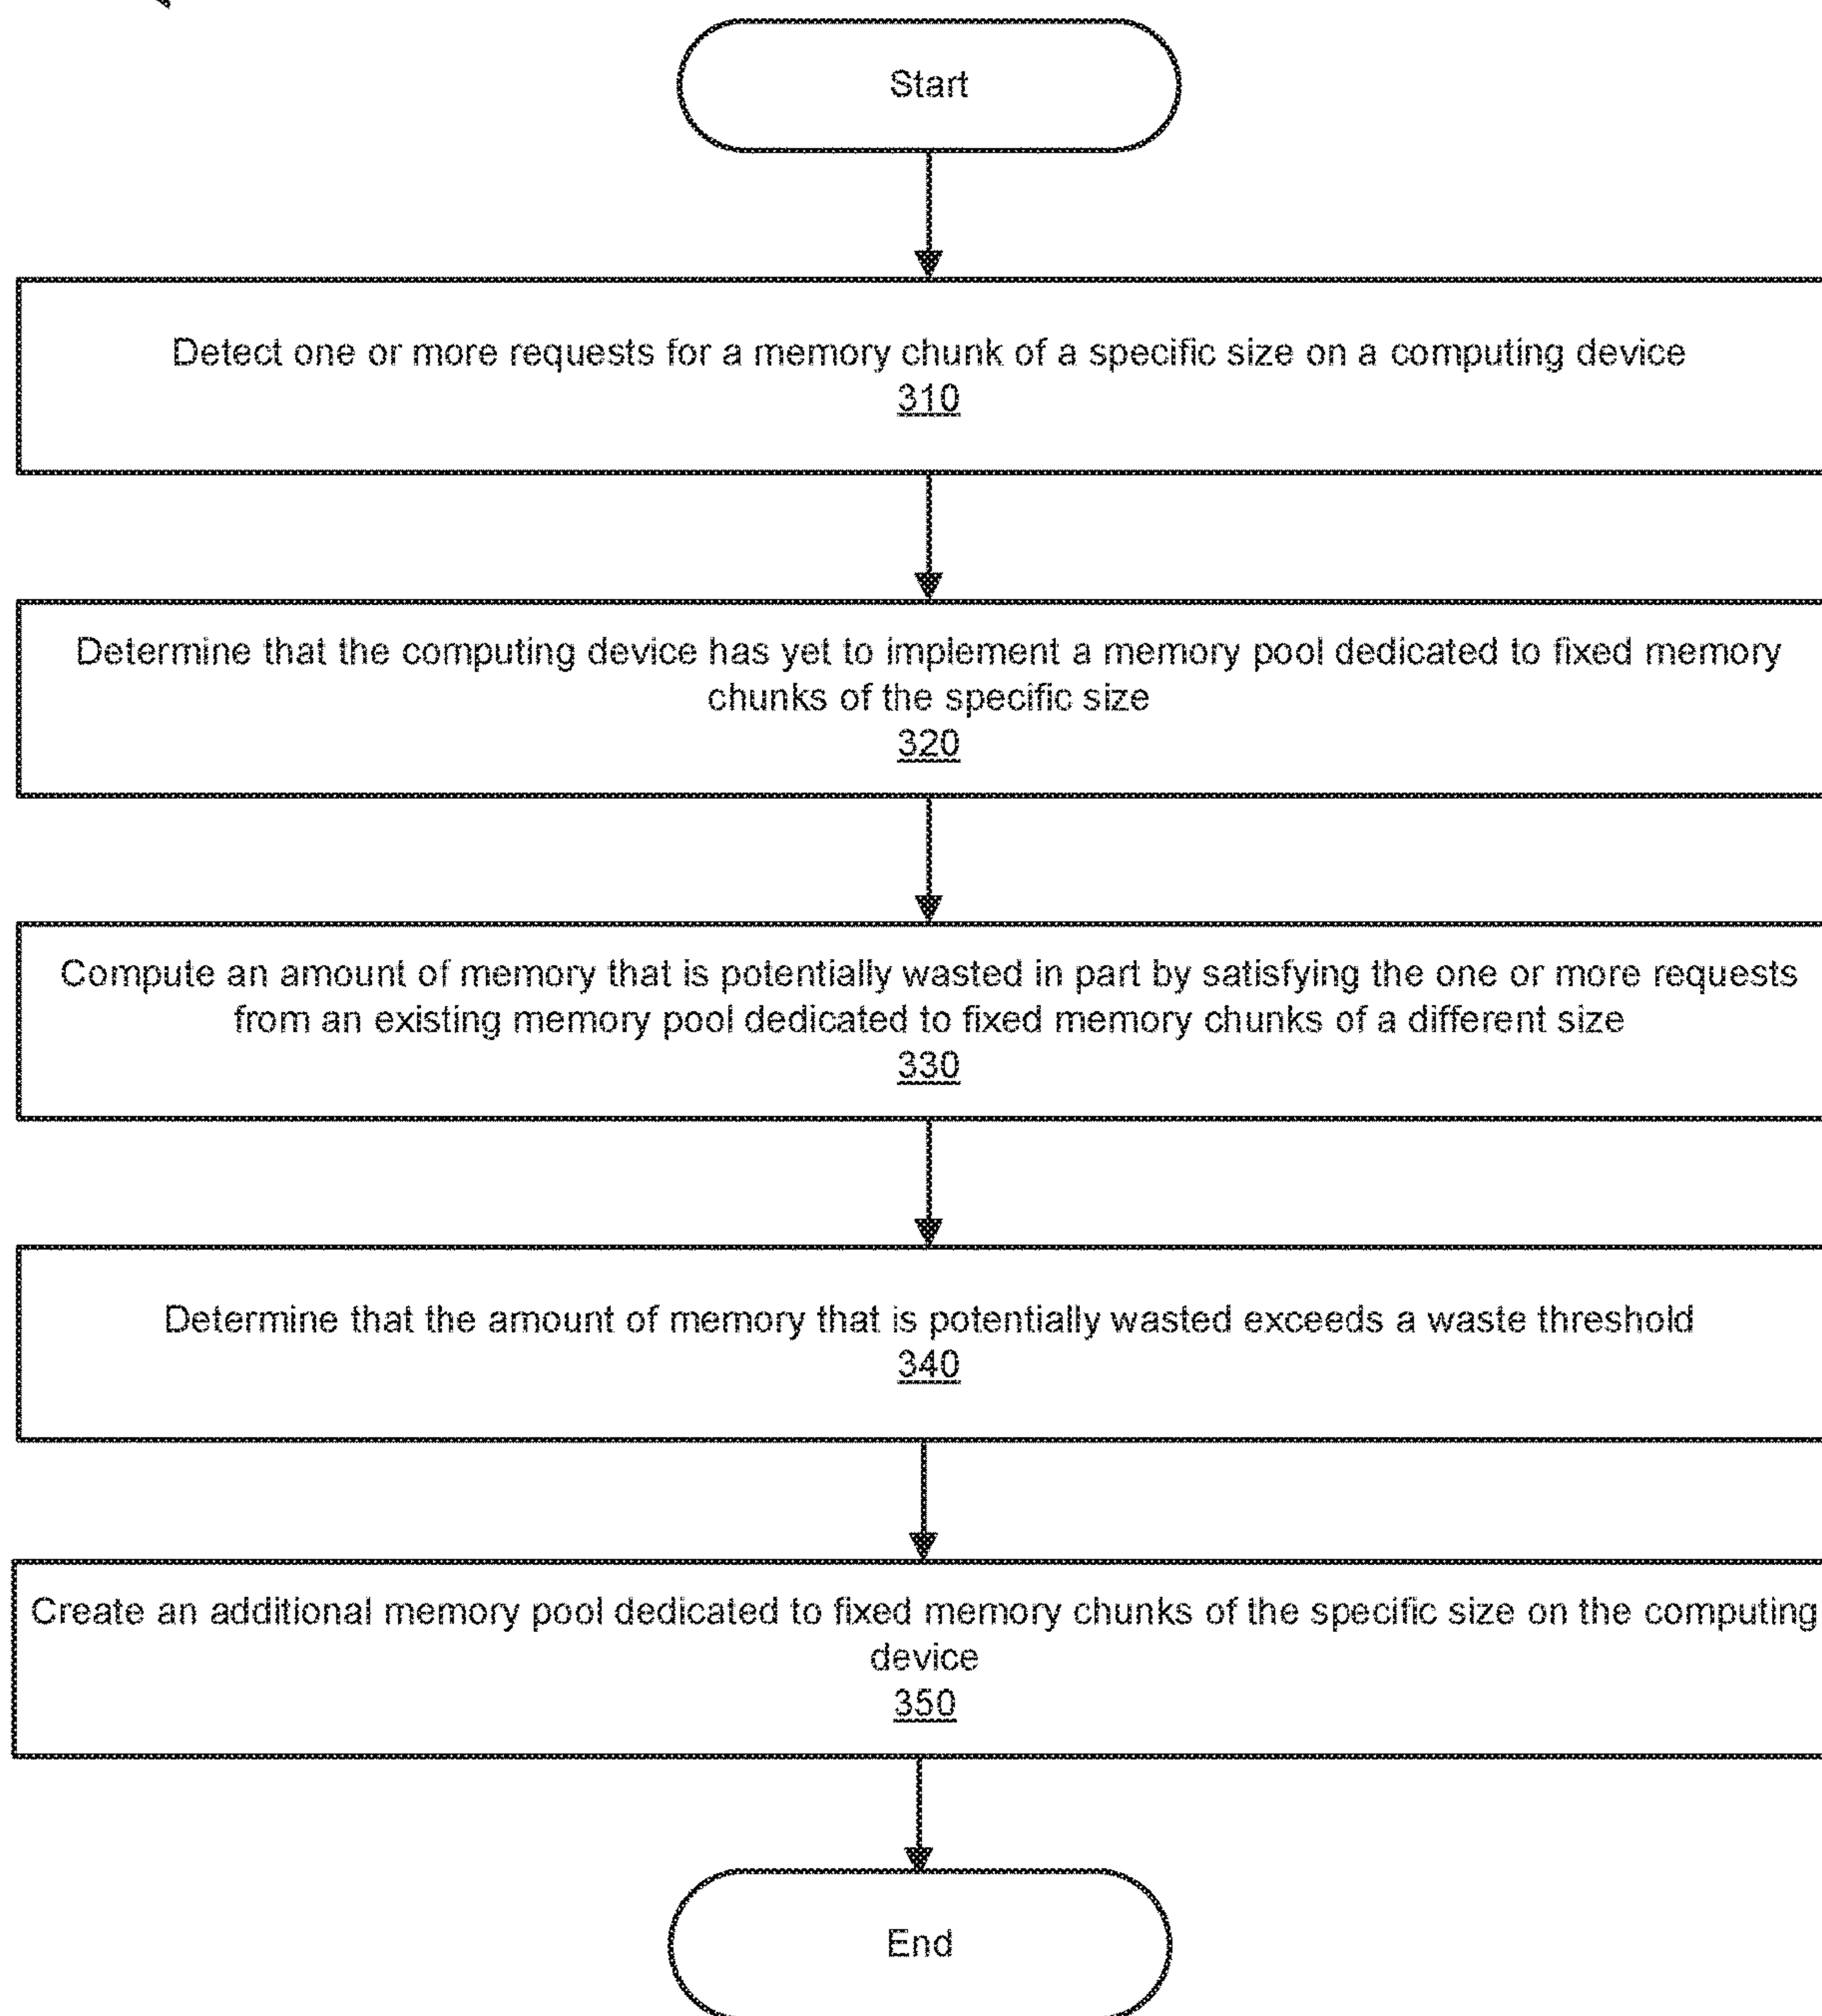 Start
Detect one or more requests for a memory chunk of a specific size on a computing device
310
Determine that the computing device has yet to implement a memory pool dedicated to fixed memory
chunks of the specific size
320
Compute an amount of memory that is potentially wasted in part by satisfying the one or more requests
from an existing memory pool dedicated to fixed memory chunks of a different size
330
Determine that the amount of memory that is potentially wasted exceeds a waste threshold
340
Create an additional memory pool dedicated to fixed memory chunks of the specific size on the computing
device
350
End